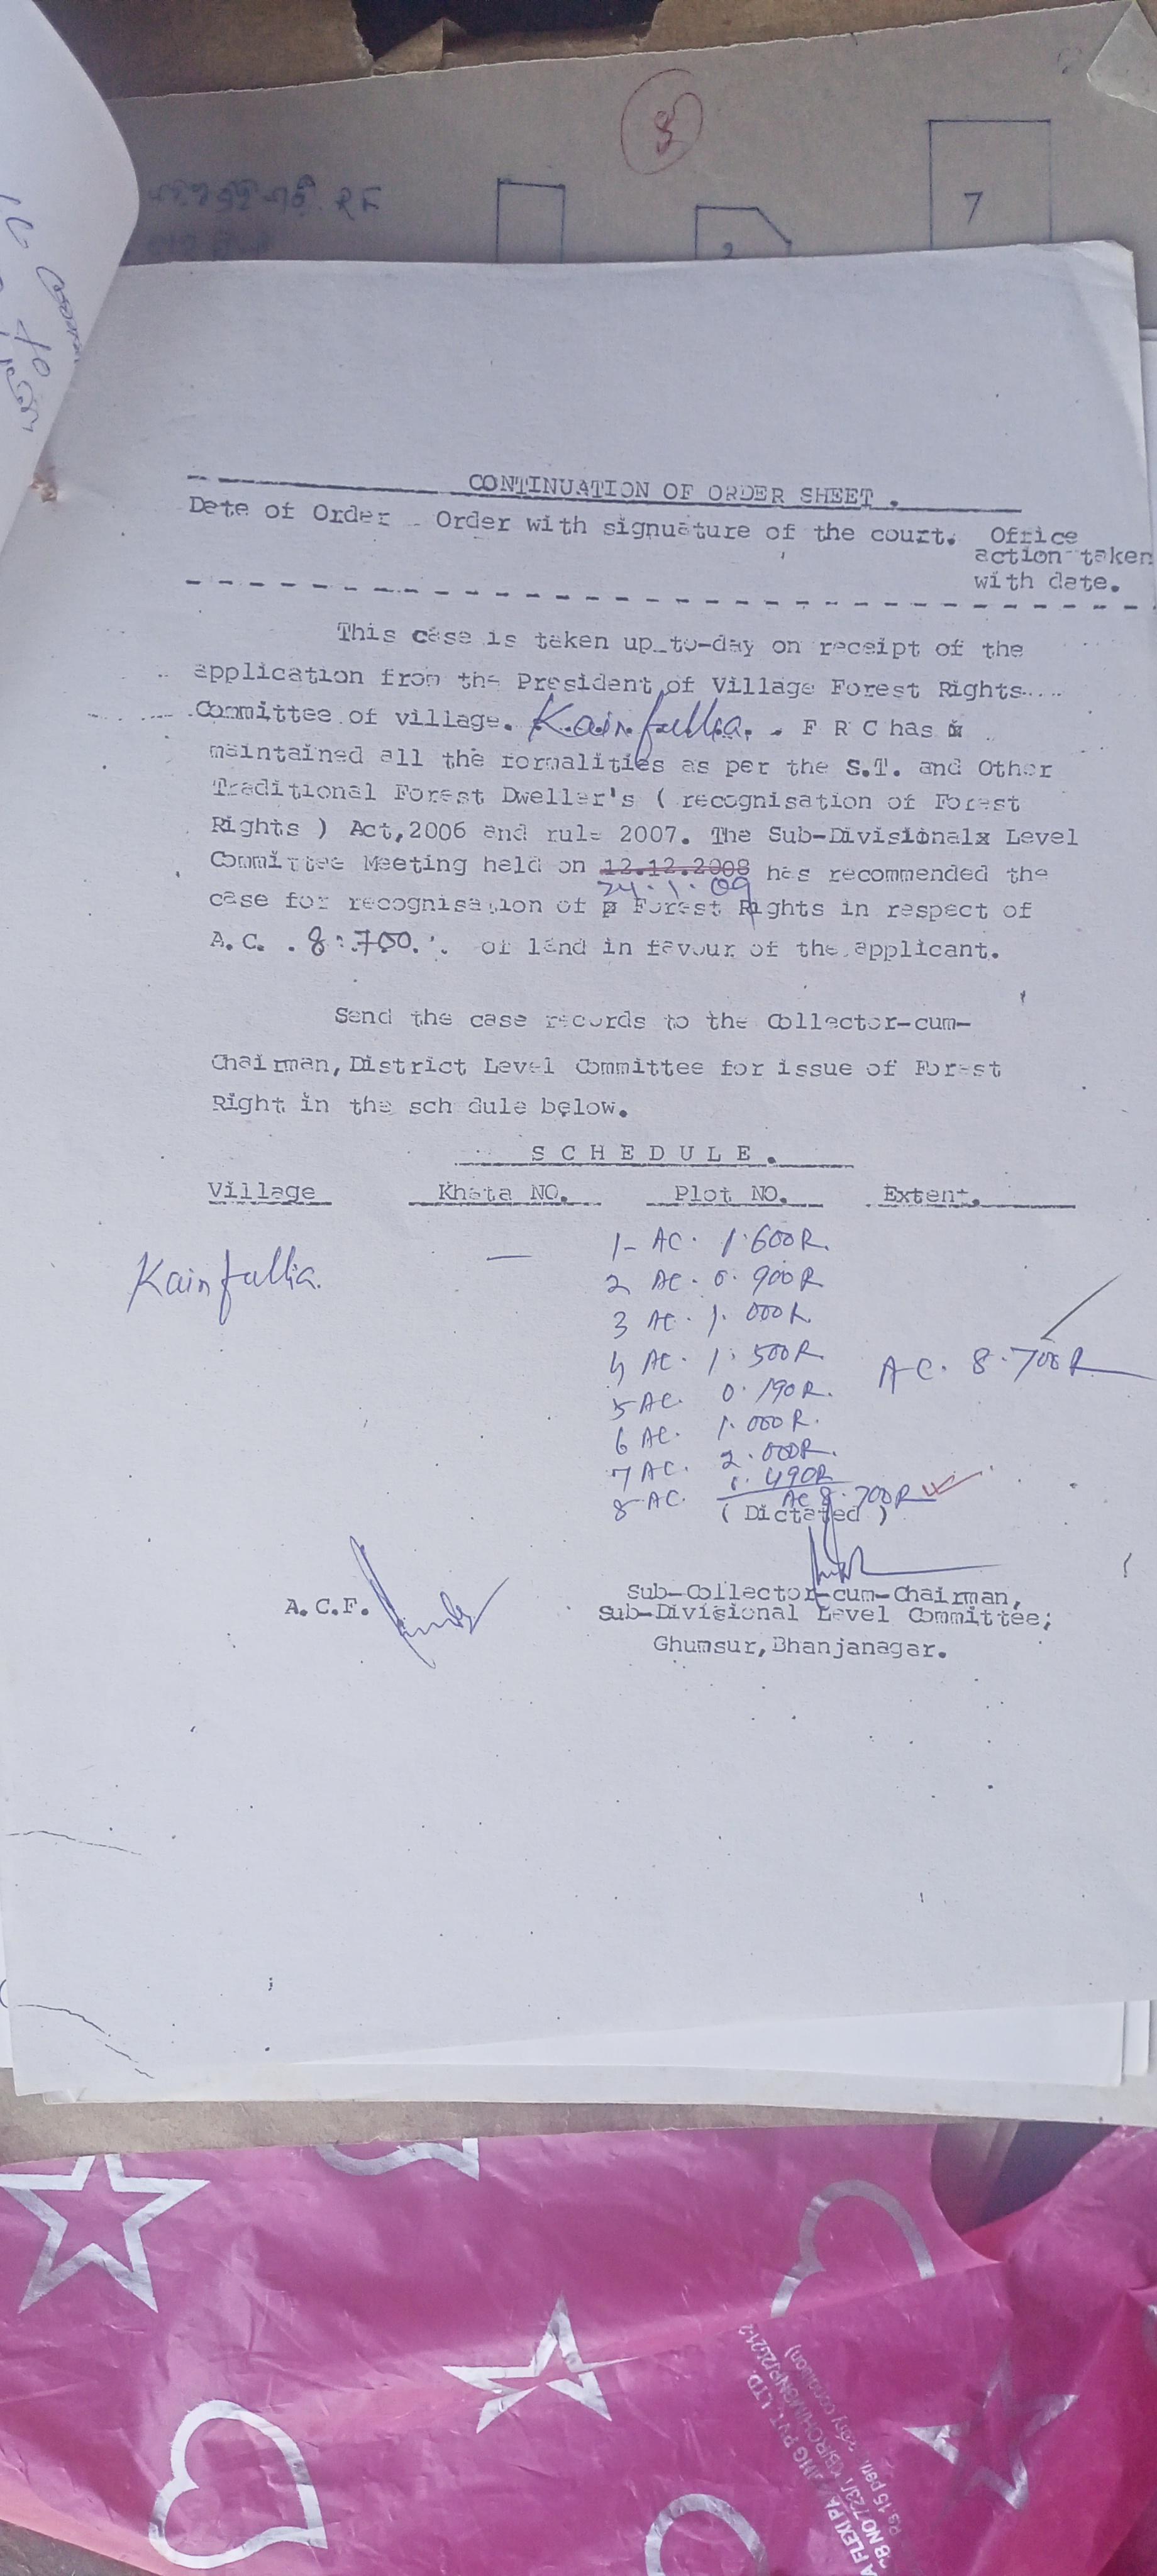 8
R.F
7
CONTINUATION OF ORDER SHEET .
Date of Order Order with signuature of the court. Office
action taken
with date.
This case is taken up to-day on receipt of the
application from the President of Village Forest Rights....
Committee of village. Kainfullia. F R C has
maintained all the formalities as per the S.T. and Other
Traditional Forest Dweller's ( recognisation of Forest
Rights ) Act,2006 and rule 2007. The Sub-Divisionalx Level
Committee Meeting held on 12.12.2008 has recommended the
24.1.09
case for recognisation of Forest Rights in respect of
A.C. . 8.700. of land in favour of the applicant.
Send the case records to the Collector-cum-
Chairman,District Level Committee for issue of Forest
Right in the sch dule below.
S C H E D U L E .
Village Khata NO. Plot NO. Extent.
Kainfullia. — 1- AC. 1.600R.
2 AC. 0.900R
3 AC. 1.000R.
4 AC. 1.500R. AC. 8.700R
5 AC. 0.190R.
6 AC. 1.000R.
7 AC. 2.000R.
8 AC. 490R
AC 8.700R
( Dictated )
A.C.F.
Sub-Collector-cum-Chairman,
Sub-Divisional Level Committee;
Ghumsur,Bhanjanagar.